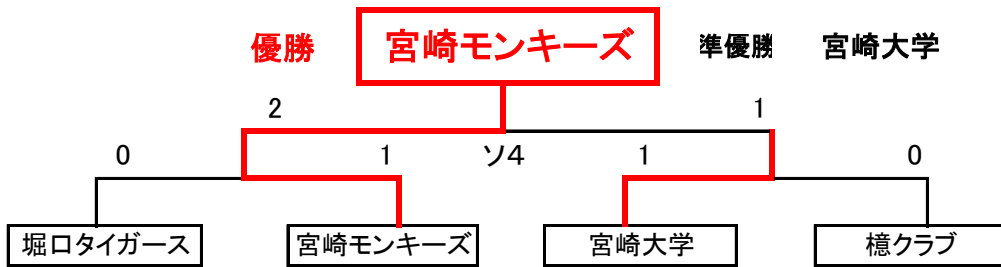 優勝 宮崎モンキーズ 準優勝 宮崎大学
2 1
0 1 ソ4 1 0
堀口タイガース 宮崎モンキーズ 宮崎大学 檍クラブ